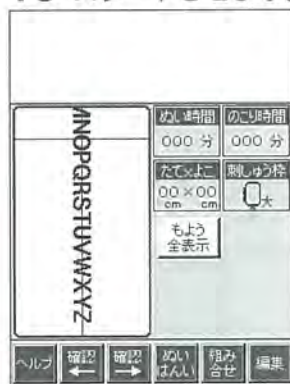 MNOPQRSTUVWXYZ
ぬい時間 のこり時間
000 分 000 分
たて×よこ 刺しゅう枠
00×00 大
cm cm
もよう
全表示
ヘルプ 確認 確認 ぬい 組み 編集
はんい 合せ